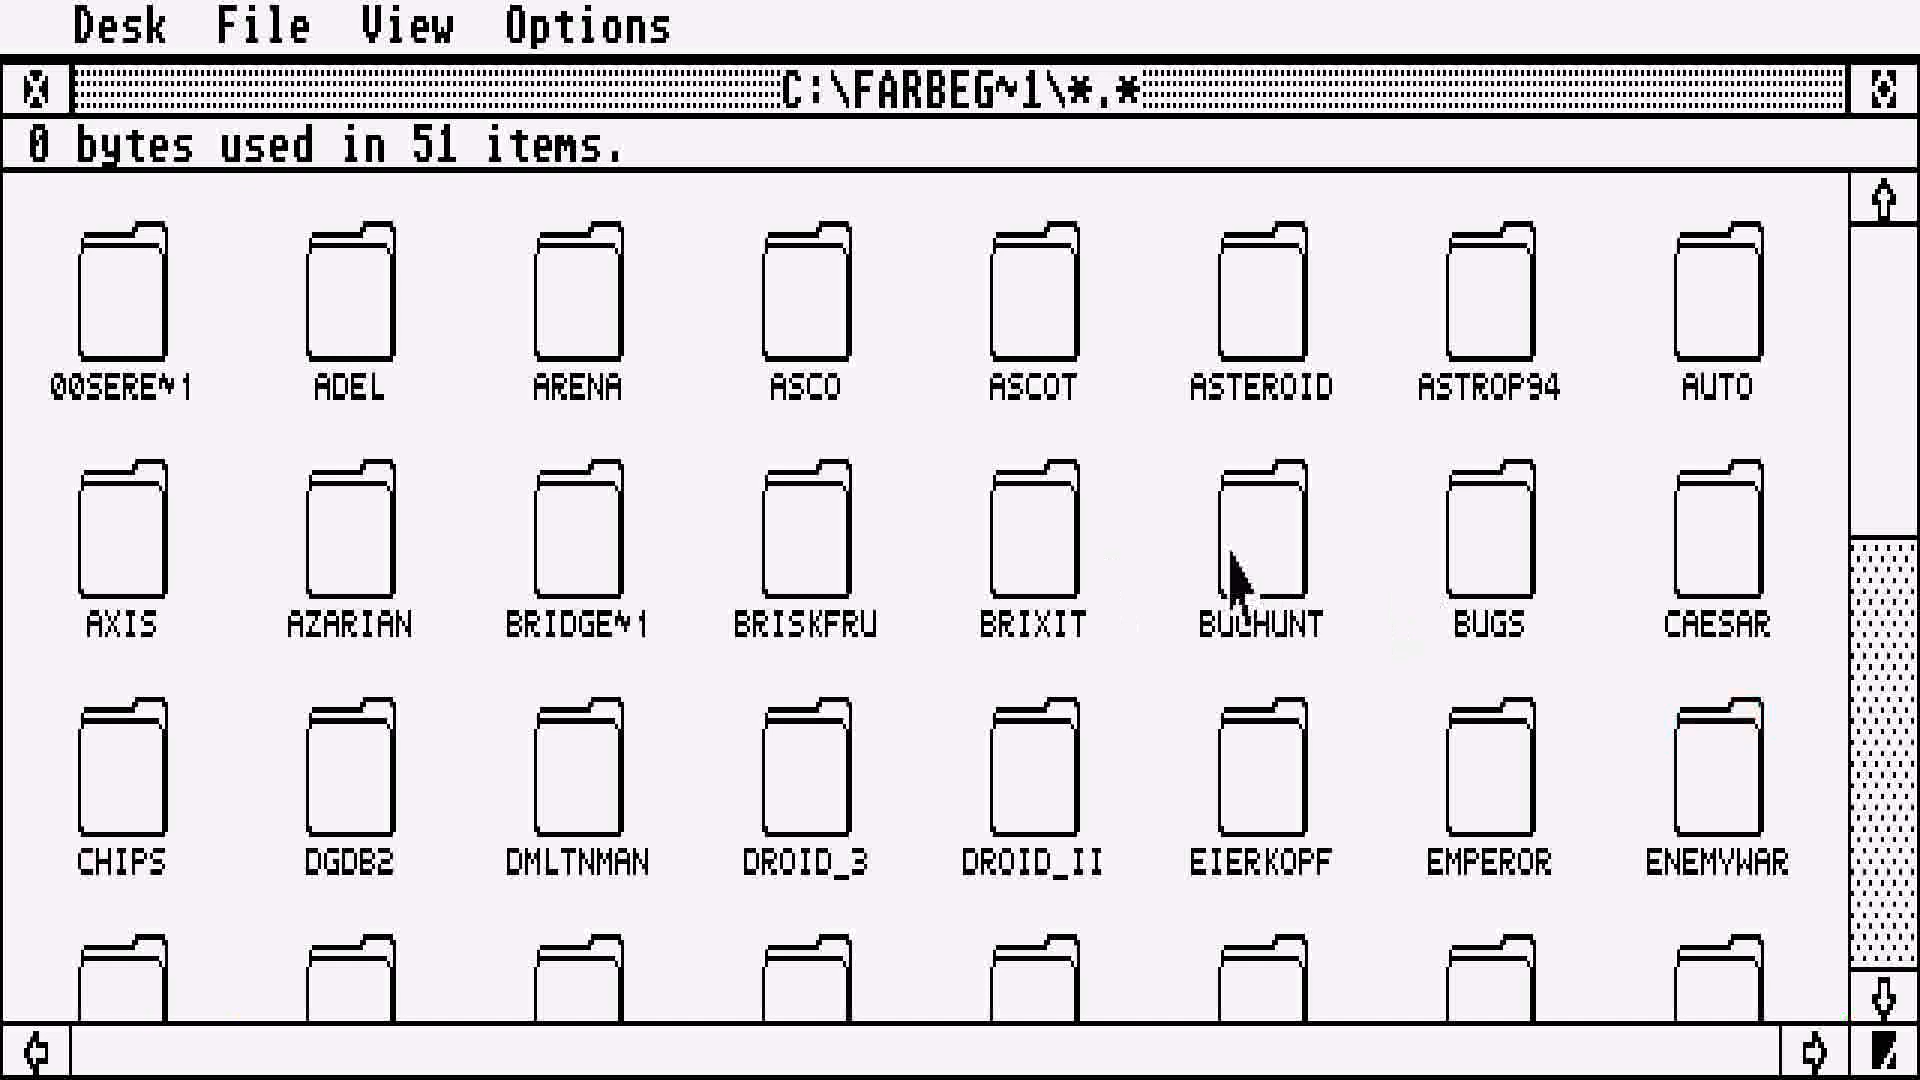 Desk File View Options
C:\FARBEG~1\*.*
0 bytes used in 51 items.
00SERE~1 ADEL ARENA ASCO ASCOT ASTEROID ASTROP94 AUTO
AXIS AZARIAN BRIDGE~1 BRISKFRU BRIXIT BUGS CAESAR
CHIPS DGDB2 DMLTNMAN DROID_3 DROID_II EIERKOPF EMPEROR ENEMYWAR